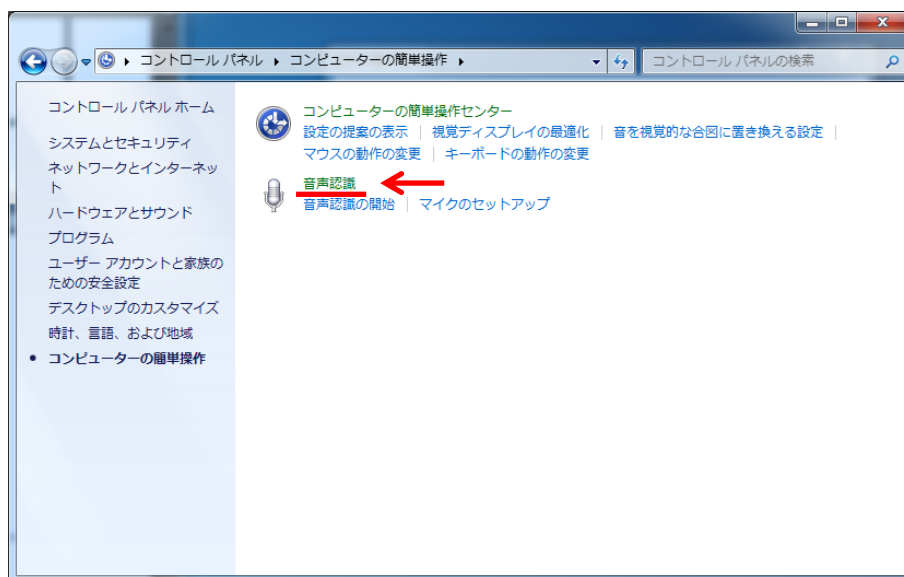 コントロール パネル ▸ コンピューターの簡単操作 ▸
コントロール パネルの検索
コントロール パネル ホーム
システムとセキュリティ
ネットワークとインターネッ
ト
ハードウェアとサウンド
プログラム
ユーザー アカウントと家族の
ための安全設定
デスクトップのカスタマイズ
時計、言語、および地域
• コンピューターの簡単操作
コンピューターの簡単操作センター
設定の提案の表示 | 視覚ディスプレイの最適化 | 音を視覚的な合図に置き換える設定 |
マウスの動作の変更 | キーボードの動作の変更
音声認識
音声認識の開始 | マイクのセットアップ